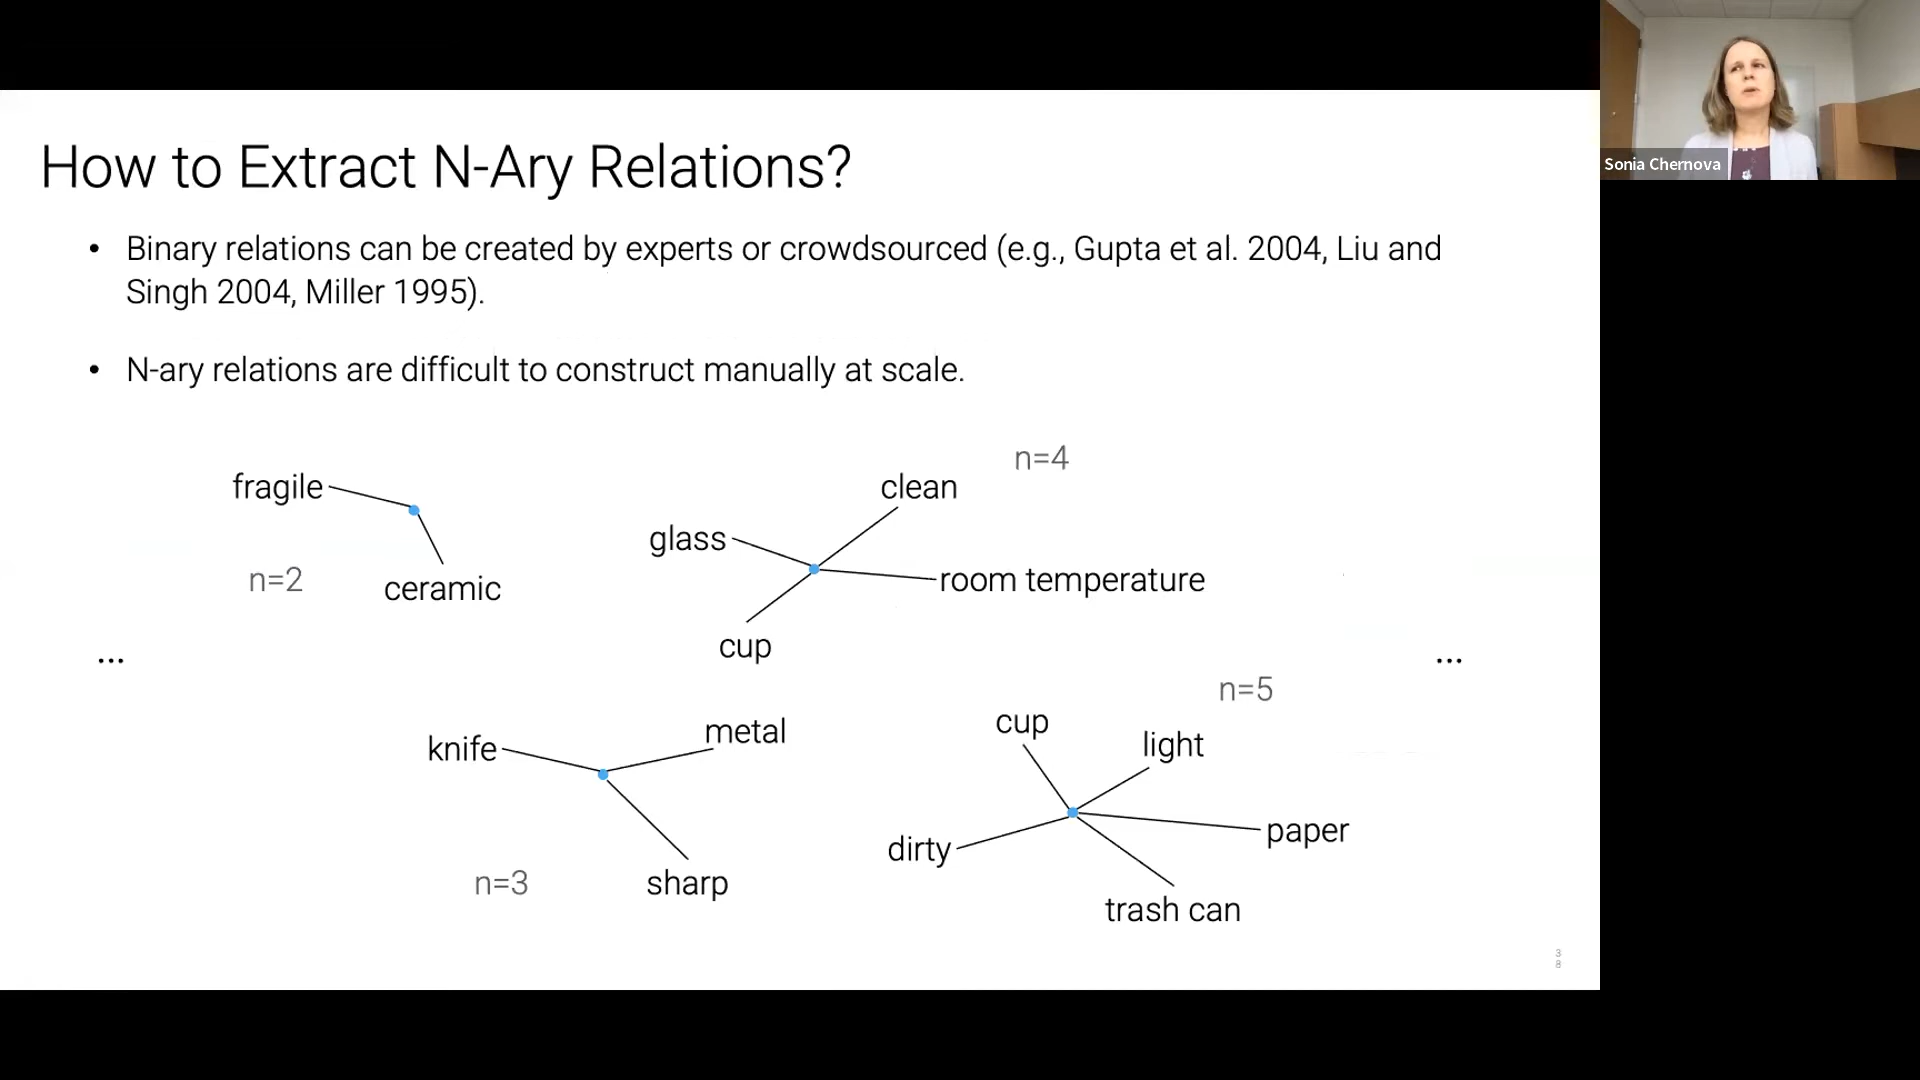 Sonia Chernova
How to Extract N-Ary Relations?
• Binary relations can be created by experts or crowdsourced (e.g., Gupta et al. 2004, Liu and
Singh 2004, Miller 1995).
• N-ary relations are difficult to construct manually at scale.
n=4
fragile
clean
glass
room temperature
n=2
ceramic
cup
...
...
n=5
cup
metal
light
knife
paper
dirty
n=3
sharp
trash can
3
8